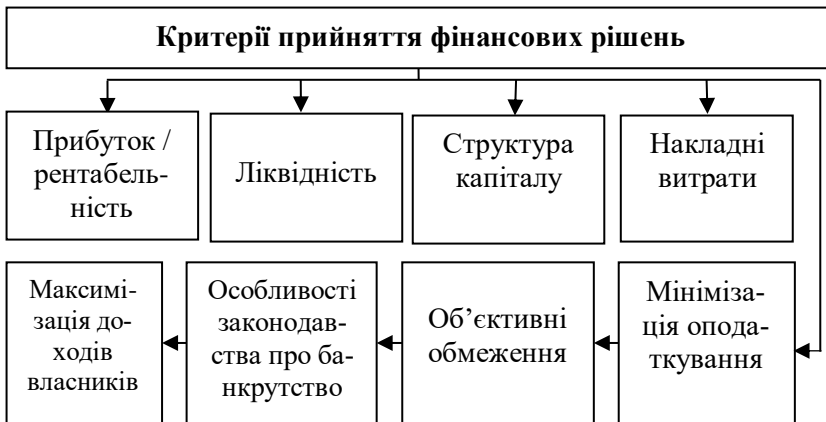 Критерії прийняття фінансових рішень
Прибуток /
рентабель-
ність
Ліквідність
Структура
капіталу
Накладні
витрати
Максимі-
зація до-
ходів
власників
Особливості
законодав-
ства про ба-
нкрутство
Об’єктивні
обмеження
Мініміза-
ція опода-
ткування